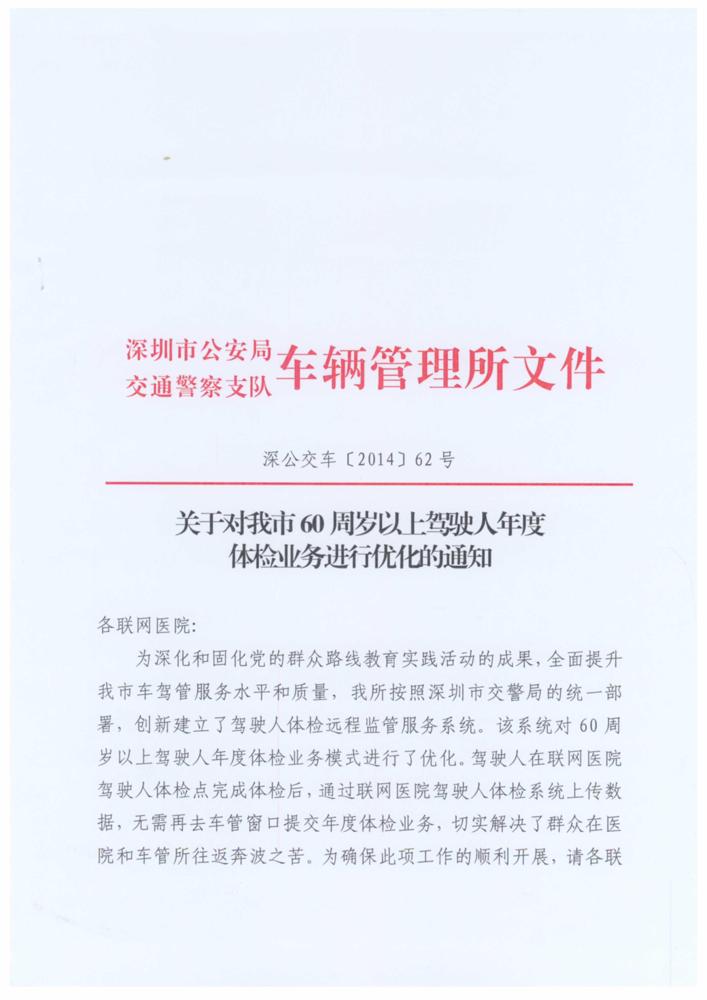 深圳市公安局
交通警察支队
车辆管理所文件
深公交车〔2014〕62号
关于对我市60周岁以上驾驶人年度
体检业务进行优化的通知
各联网医院:
为深化和固化党的群众路线教育实践活动的成果，全面提升
我市车驾管服务水平和质量，我所按照深圳市交警局的统一部
署，创新建立了驾驶人体检远程监管服务系统。该系统对60周
岁以上驾驶人年度体检业务模式进行了优化。驾驶人在联网医院
驾驶人体检点完成体检后，通过联网医院驾驶人体检系统上传数
据，无需再去车管窗口提交年度体检业务，切实解决了群众在医
院和车管所往返奔波之苦。为确保此项工作的顺利开展，请各联